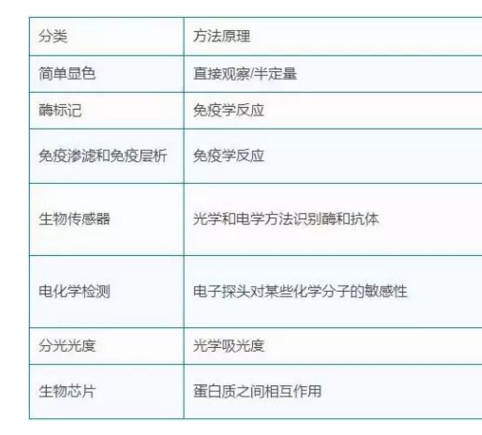 分类 方法原理
简单显色 直接观察/半定量
酶标记 免疫学反应
免疫渗滤和免疫层析 免疫学反应
生物传感器 光学和电学方法识别酶和抗体
电化学检测 电子探头对某些化学分子的敏感性
分光光度 光学吸光度
生物芯片 蛋白质之间相互作用